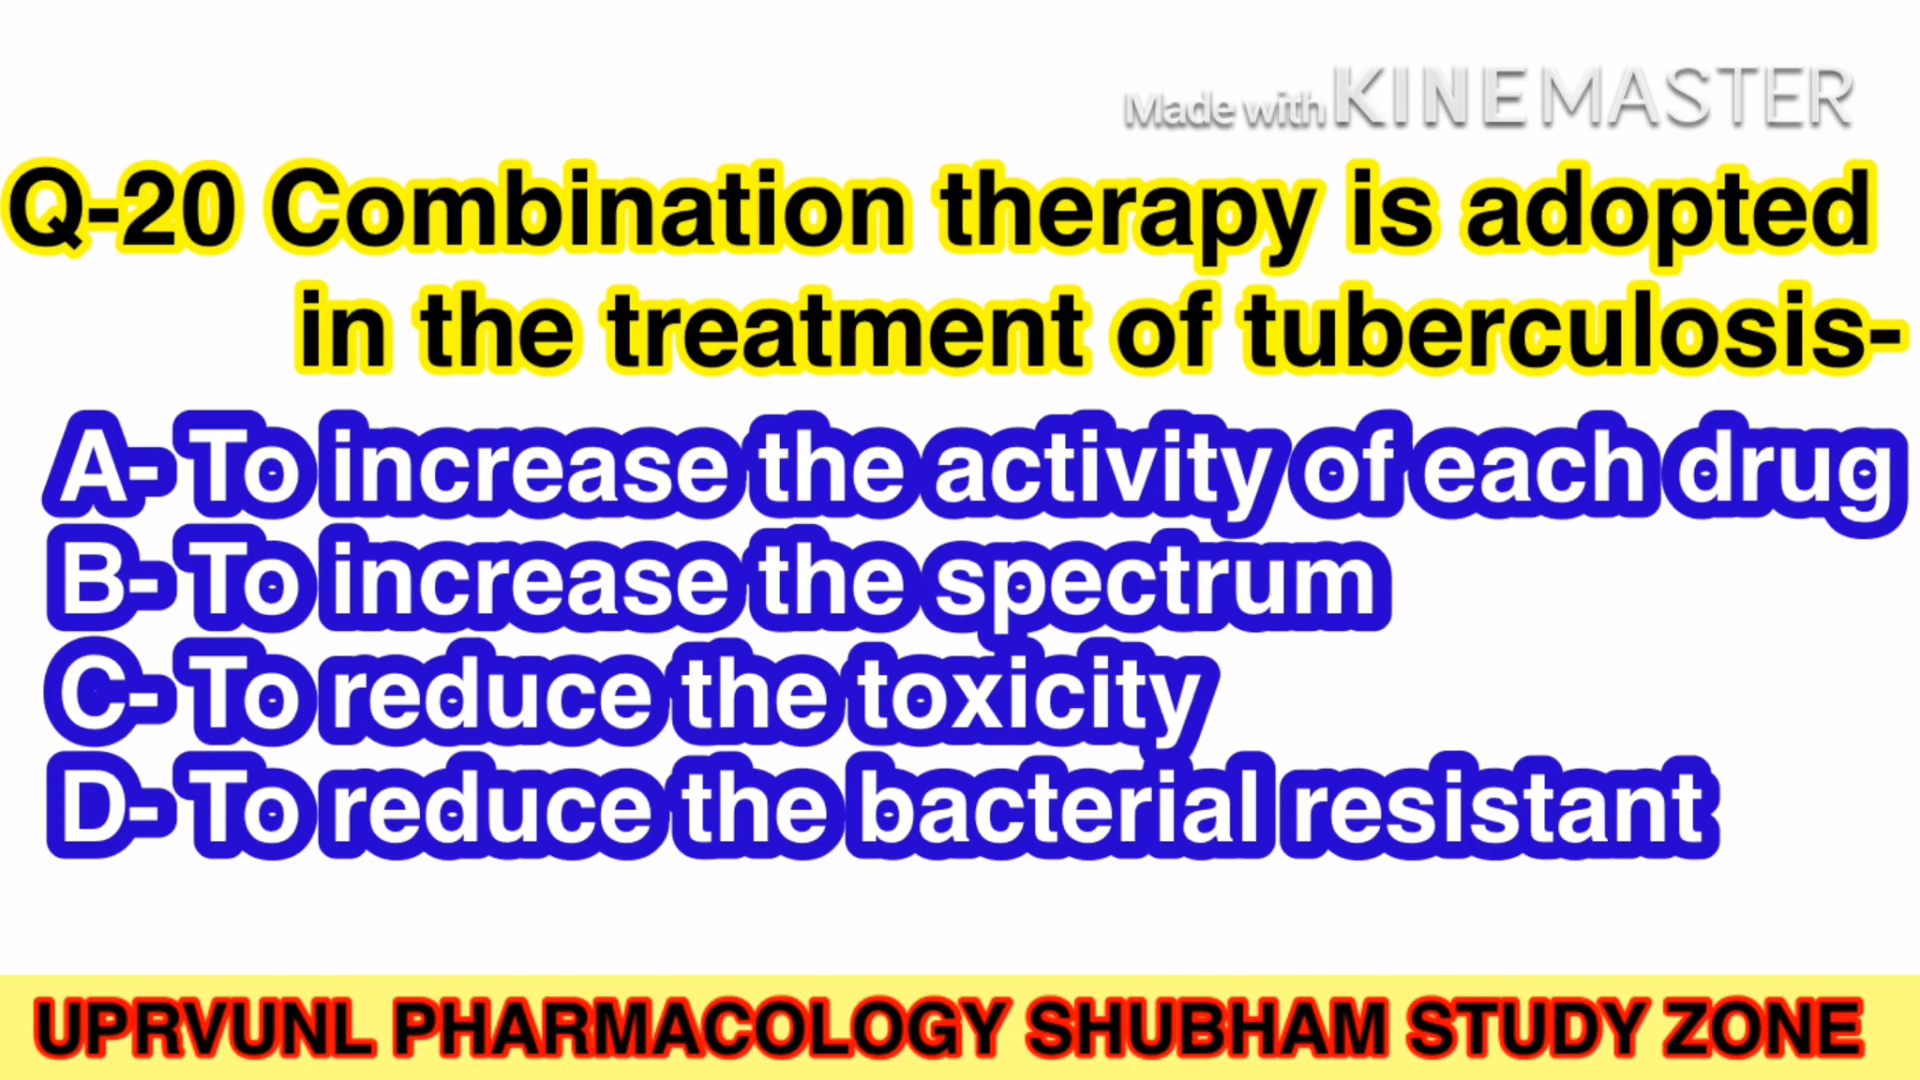 Made with KINEMASTER
Q-20 Combination therapy is adopted
in the treatment of tuberculosis-
A- To increase the activity of each drug
B- To increase the spectrum
C- To reduce the toxicity
D- To reduce the bacterial resistant
UPRVUNL PHARMACOLOGY SHUBHAM STUDY ZONE